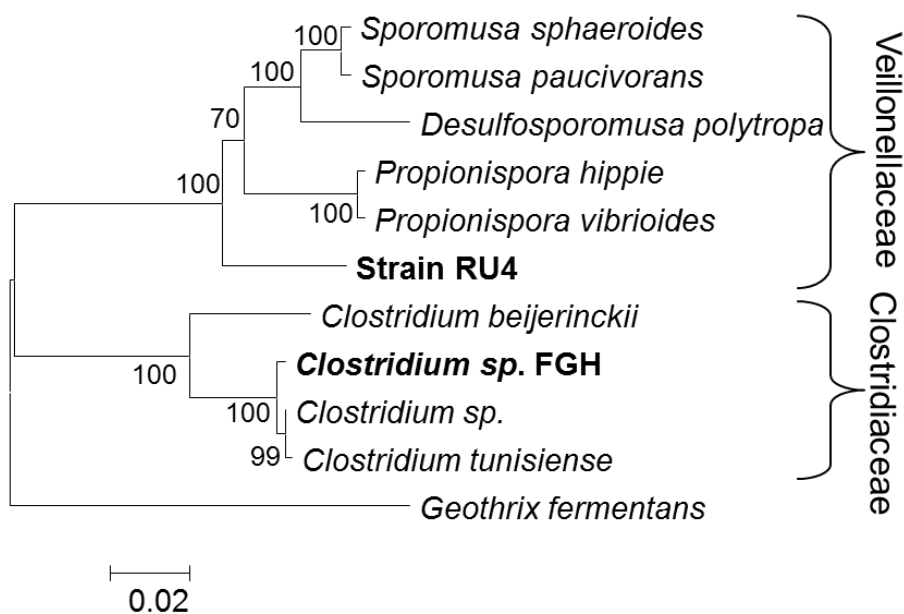 100
Sporomusa sphaeroides
100
Sporomusa paucivorans
70
Desulfosporomusa polytropa
100
Propionispora hippie
100
Propionispora vibrioides
Strain RU4
Veillonellaceae
Clostridium beijerinckii
100
Clostridium sp. FGH
100
Clostridium sp.
99
Clostridium tunisiense
Clostridiaceae
Geothrix fermentans
0.02